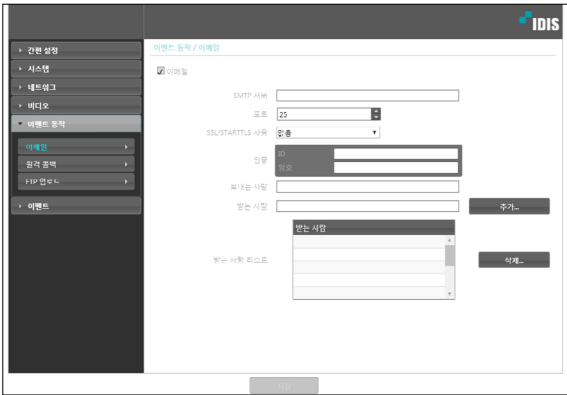 IDIS
간편 설정
시스템
네트워크
비디오
이벤트 동작
이메일
원격 콜백
FTP 업로드
이벤트
이벤트 동작 / 이메일
이메일
SMTP 서버
포트
25
SSL/STARTTLS 사용
없음
인증
ID
암호
보내는 사람
받는 사람
추가...
받는 사람
받는 사람 리스트
삭제...
저장